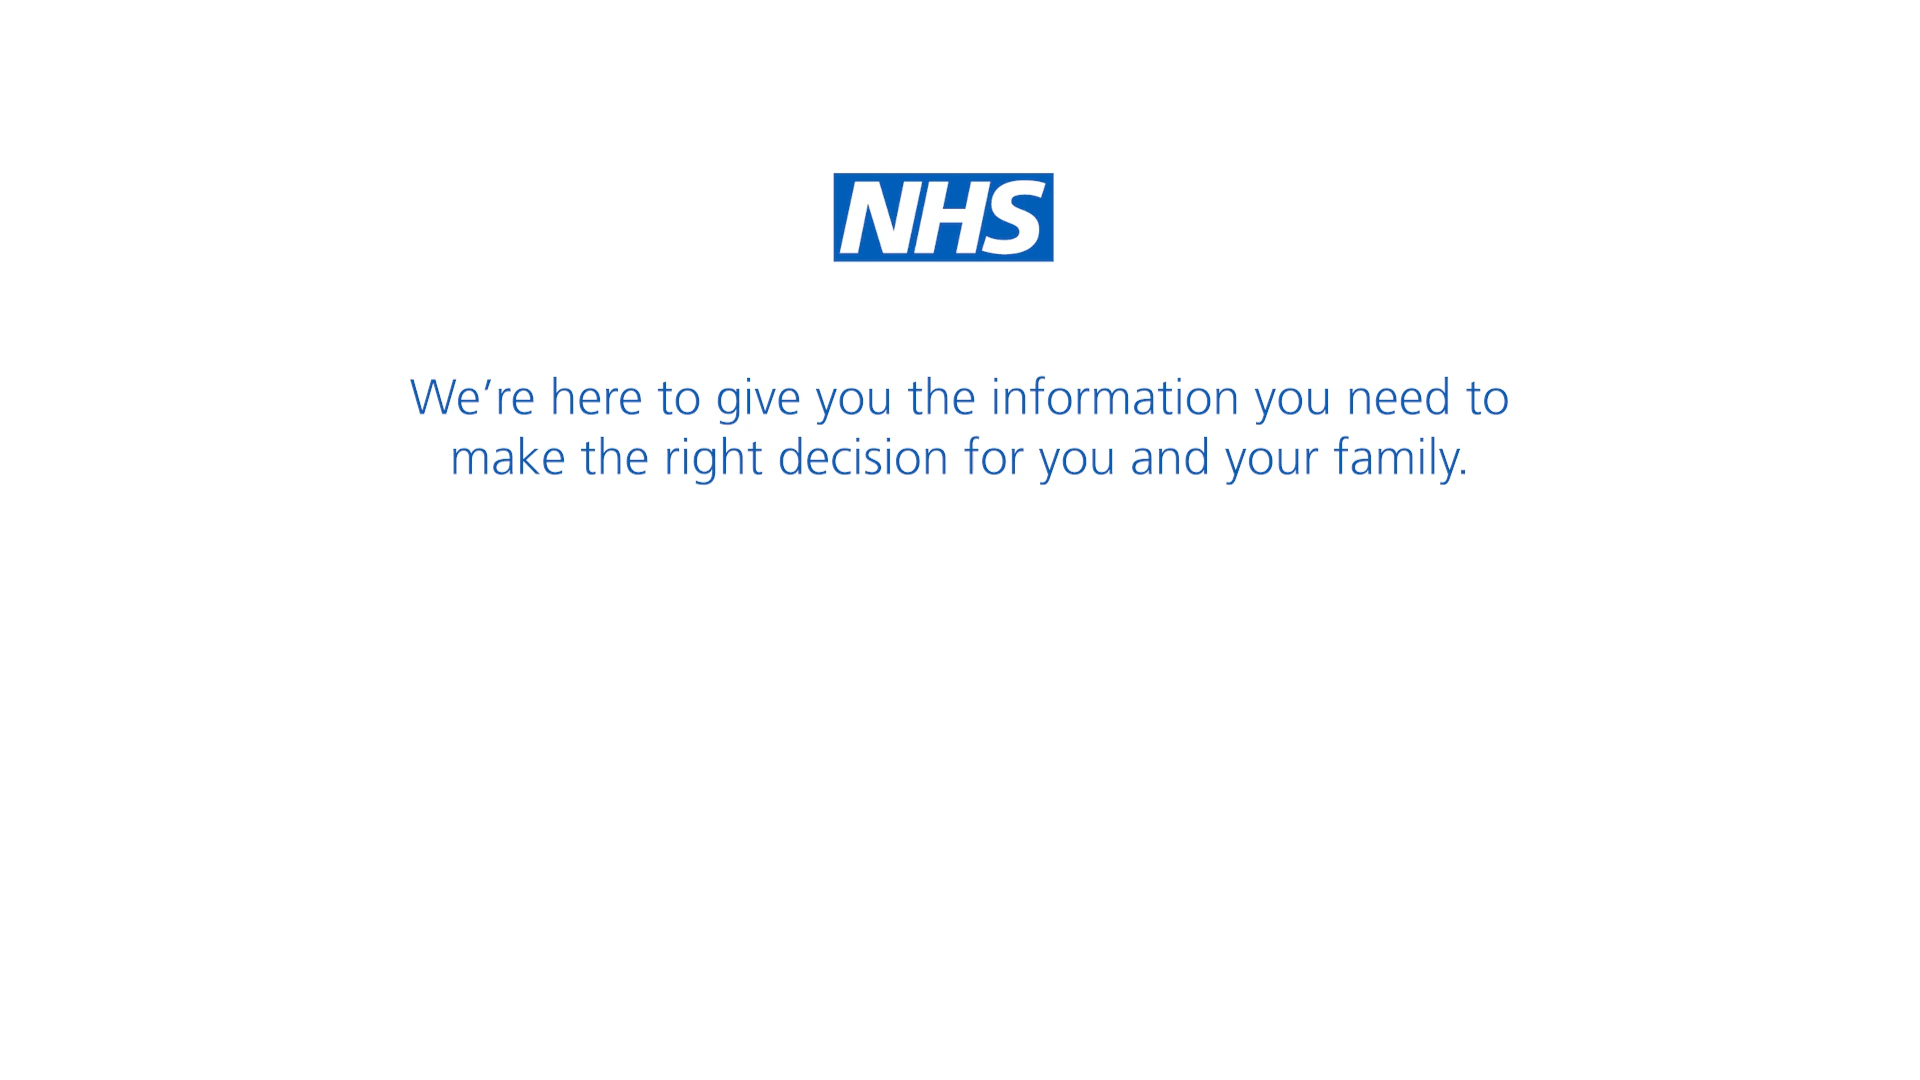 NHS
We’re here to give you the information you need to
make the right decision for you and your family.